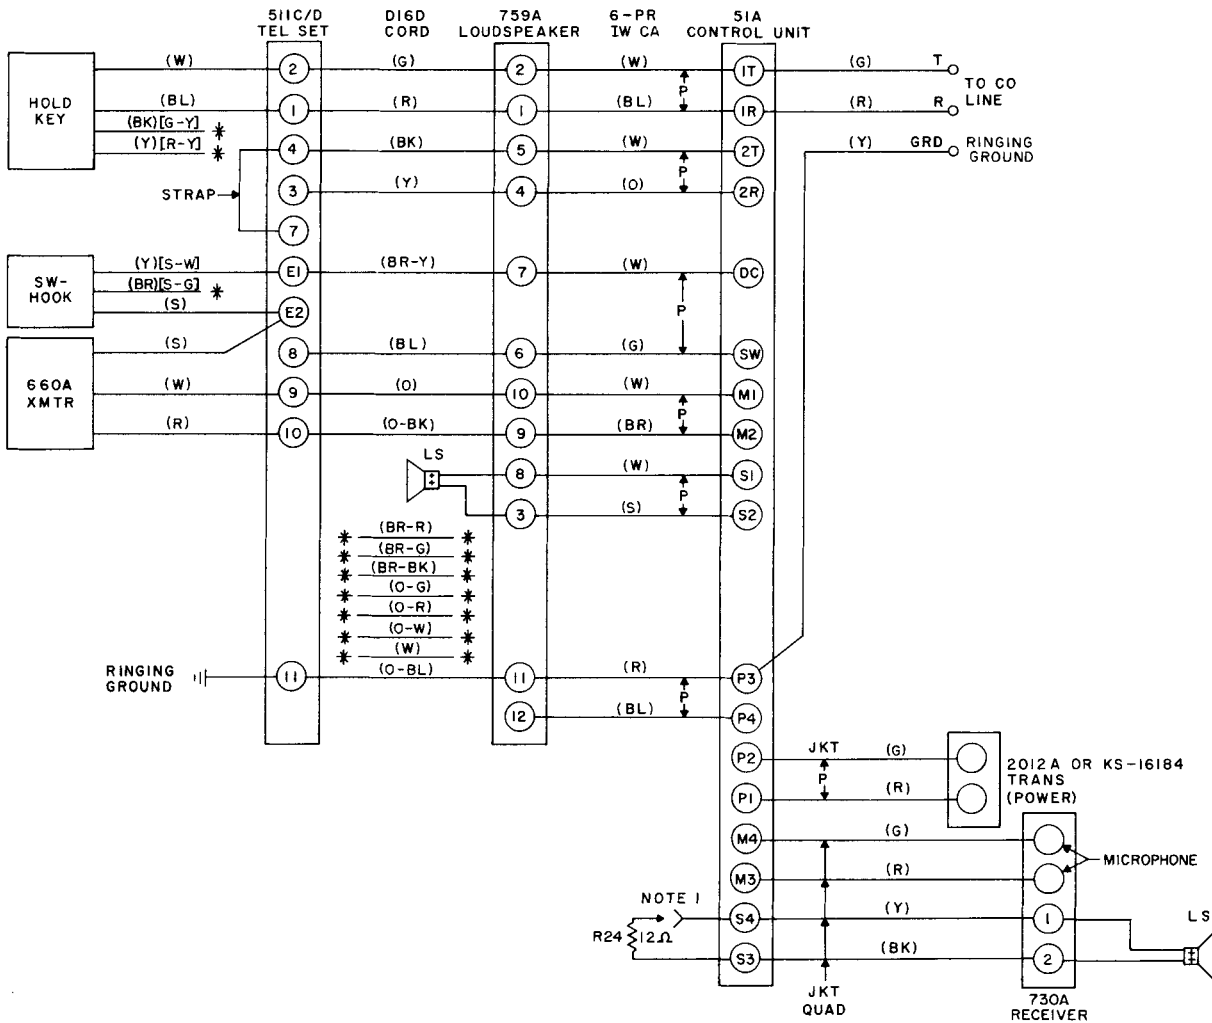 511C/D D16D 759A 6-PR 51A
TEL SET CORD LOUDSPEAKER IW CA CONTROL UNIT
HOLD
KEY
(W) 2 (G) 2 (W) 1T (G) T
P
TO CO
LINE
(BL) 1 (R) 1 (BL) 1R (R) R
(BK)[G-Y] *
(Y)[R-Y] *
4 (BK) 5 (W) 2T (Y) GRD RINGING
GROUND
P
STRAP
3 (Y) 4 (O) 2R
7
SW-
HOOK
(Y)[S-W] E1 (BR-Y) 7 (W) DC
(BR)[S-G] *
(S) E2
P
660A
XMTR
(S) 8 (BL) 6 (G) SW
(W) 9 (O) 10 (W) M1
P
(R) 10 (O-BK) 9 (BR) M2
LS 8 (W) S1
P
3 (S) S2
* (BR-R) *
* (BR-G) *
* (BR-BK) *
* (O-G) *
* (O-R) *
* (O-W) *
* (W) *
RINGING
GROUND
11 (O-BL) 11 (R) P3
P
12 (BL) P4
P2 JKT (G)
P
P1 (R)
2012A OR KS-16184
TRANS
(POWER)
M4 (G)
MICROPHONE
M3 (R)
NOTE 1 S4 (Y) 1 LS
R24 12Ω
S3 (BK) 2
JKT
QUAD
730A
RECEIVER